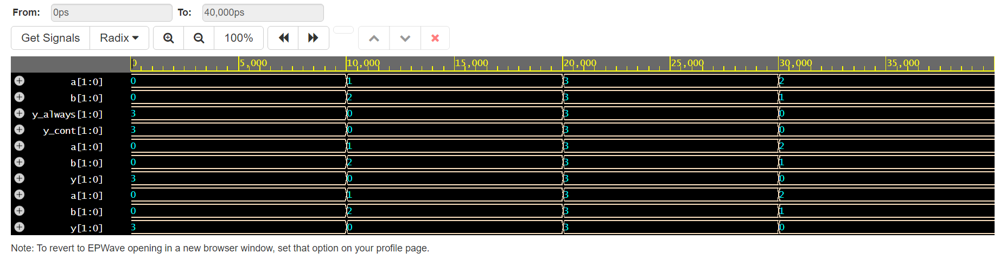 From: 0ps To: 40,000ps
Get Signals Radix 100%
0 5,000 10,000 15,000 20,000 25,000 30,000 35,000
a[1:0] 0 1 3 2
b[1:0] 0 2 3 1
y_always[1:0] 3 0 3 0
y_cont[1:0] 3 0 3 0
a[1:0] 0 1 3 2
b[1:0] 0 2 3 1
y[1:0] 3 0 3 0
a[1:0] 0 1 3 2
b[1:0] 0 2 3 1
y[1:0] 3 0 3 0
Note: To revert to EPWave opening in a new browser window, set that option on your profile page.